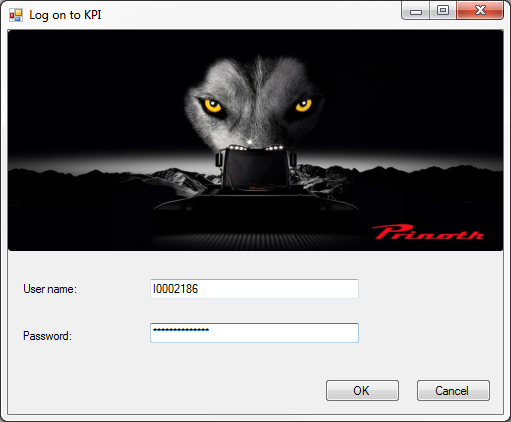 Log on to KPI
Prinoth
User name:
I0002186
Password:
**************
OK
Cancel